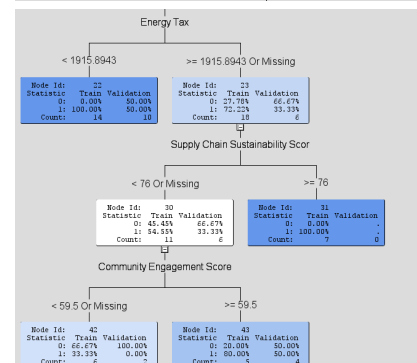 Energy Tax
< 1915.8943
>= 1915.8943 Or Missing
Node Id: 22
Statistic Train Validation
0: 0.00% 50.00%
1: 100.00% 50.00%
Count: 14 10
Node Id: 23
Statistic Train Validation
0: 27.78% 66.67%
1: 72.22% 33.33%
Count: 18 6
Supply Chain Sustainability Scor
< 76 Or Missing
>= 76
Node Id: 30
Statistic Train Validation
0: 45.45% 66.67%
1: 54.55% 33.33%
Count: 11 6
Node Id: 31
Statistic Train Validation
0: 0.00% .
1: 100.00% .
Count: 7 0
Community Engagement Score
< 59.5 Or Missing
>= 59.5
Node Id: 42
Statistic Train Validation
0: 66.67% 100.00%
1: 33.33% 0.00%
Count: 6 2
Node Id: 43
Statistic Train Validation
0: 20.00% 50.00%
1: 80.00% 50.00%
Count: 5 4